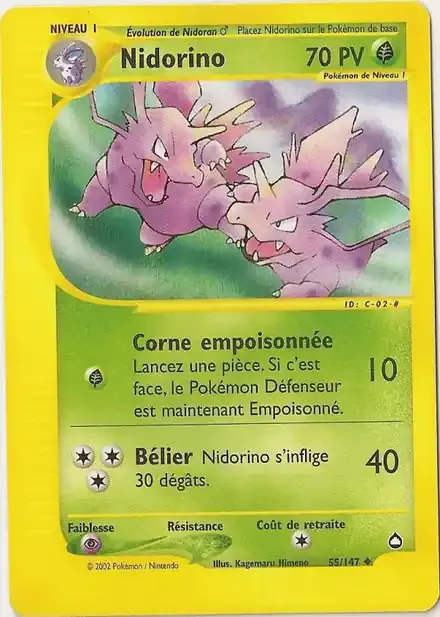 NIVEAU 1
Évolution de Nidoran ♂ Placez Nidorino sur le Pokémon de base
Nidorino 70 PV
Pokémon de Niveau 1
ID: C-02-#
Corne empoisonnée
Lancez une pièce. Si c'est
face, le Pokémon Défenseur
est maintenant Empoisonné.
10
Bélier Nidorino s'inflige
30 dégâts.
40
Faiblesse Résistance Coût de retraite
© 2002 Pokémon / Nintendo Illus. Kagemaru Himeno 55/147